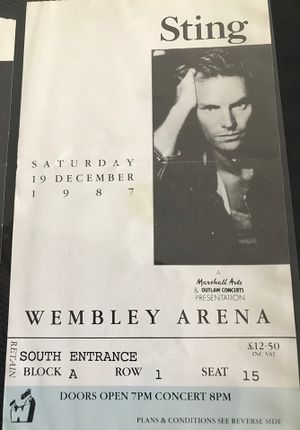 Sting
SATURDAY
19 DECEMBER
1987
A
Marshall Arts
& OUTLAW CONCERTS
PRESENTATION
WEMBLEY ARENA
RETAIN
SOUTH ENTRANCE
£12·50
INC VAT
BLOCK A ROW 1 SEAT 15
DOORS OPEN 7PM CONCERT 8PM
PLANS & CONDITIONS SEE REVERSE SIDE